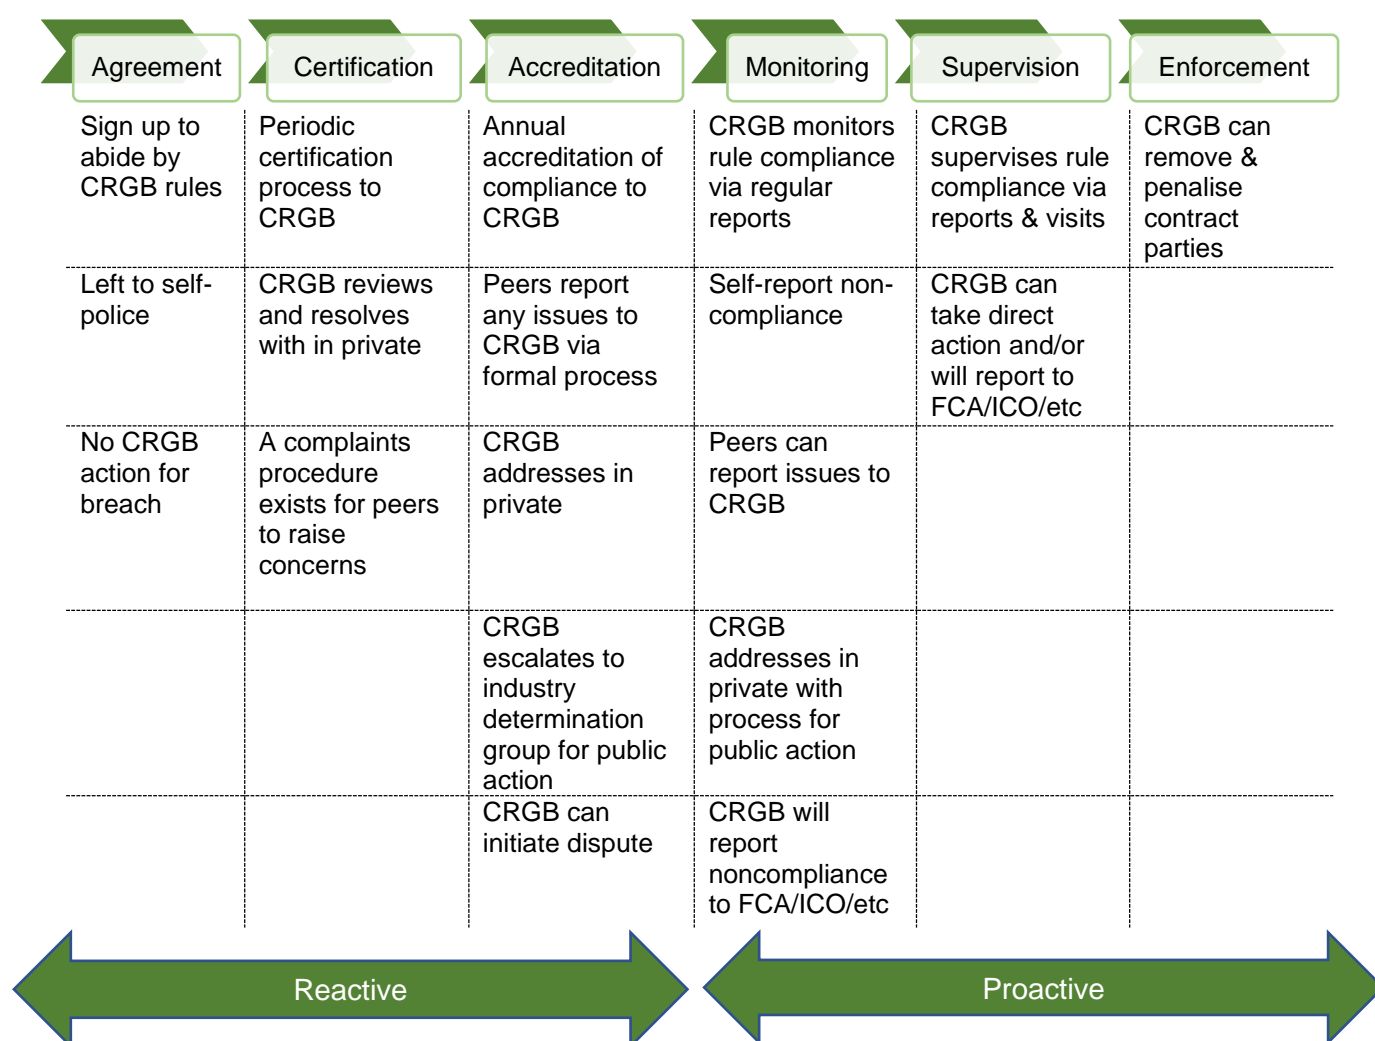 Agreement
Certification
Accreditation
Monitoring
Supervision
Enforcement
Sign up to
abide by
CRGB rules
Periodic
certification
process to
CRGB
Annual
accreditation of
compliance to
CRGB
CRGB monitors
rule compliance
via regular
reports
CRGB
supervises rule
compliance via
reports & visits
CRGB can
remove &
penalise
contract
parties
Left to self-
police
CRGB reviews
and resolves
with in private
Peers report
any issues to
CRGB via
formal process
Self-report non-
compliance
CRGB can
take direct
action and/or
will report to
FCA/ICO/etc
No CRGB
action for
breach
A complaints
procedure
exists for peers
to raise
concerns
CRGB
addresses in
private
Peers can
report issues to
CRGB
CRGB
escalates to
industry
determination
group for public
action
CRGB
addresses in
private with
process for
public action
CRGB can
initiate dispute
CRGB will
report
noncompliance
to FCA/ICO/etc
Reactive
Proactive